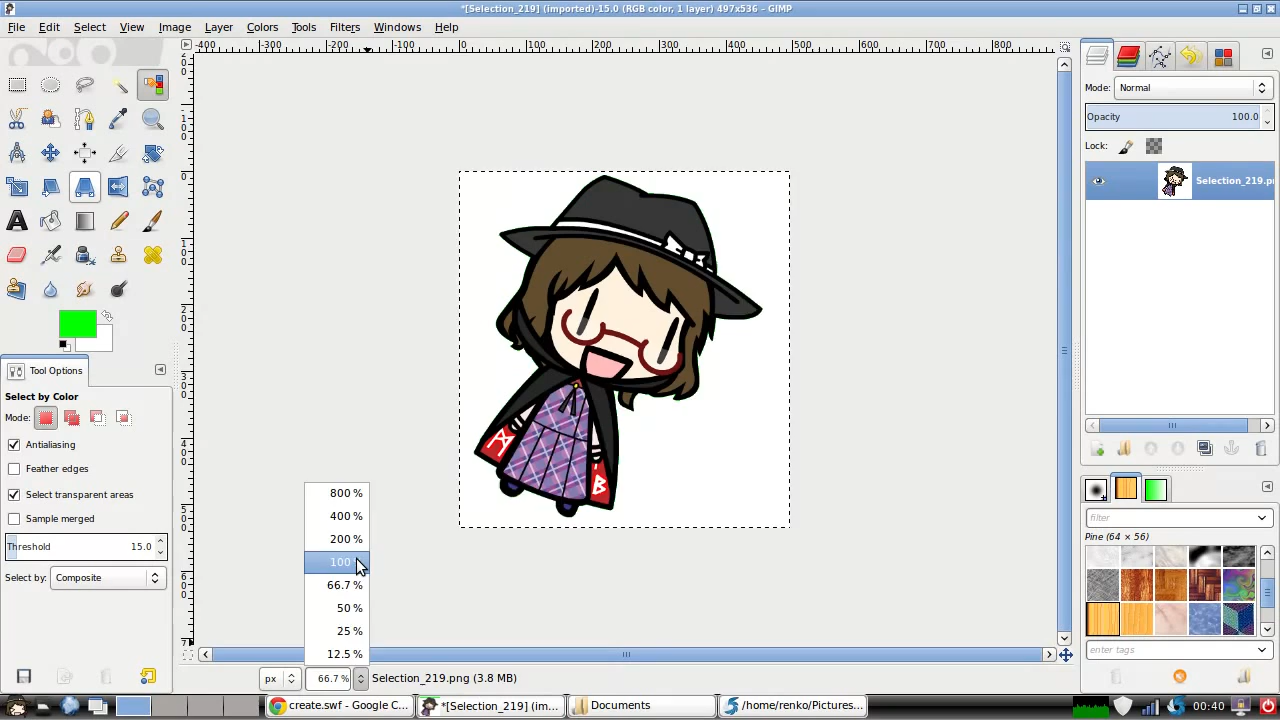 *[Selection_219] (imported)-15.0 (RGB color, 1 layer) 497x536 – GIMP
File Edit Select View Image Layer Colors Tools Filters Windows Help
-400 -300 -200 -100 0 100 200 300 400 500 600 700 800
Mode: Normal
Opacity 100.0
Lock:
Selection_219.pn
Tool Options
Select by Color
Mode:
Antialiasing
Feather edges
Select transparent areas
Sample merged
Threshold 15.0
Select by: Composite
800 %
400 %
200 %
100
66.7 %
50 %
25 %
12.5 %
filter
Pine (64 × 56)
enter tags
px 66.7 % Selection_219.png (3.8 MB)
create.swf - Google C... *[Selection_219] (im... Documents /home/renko/Pictures... 00:40